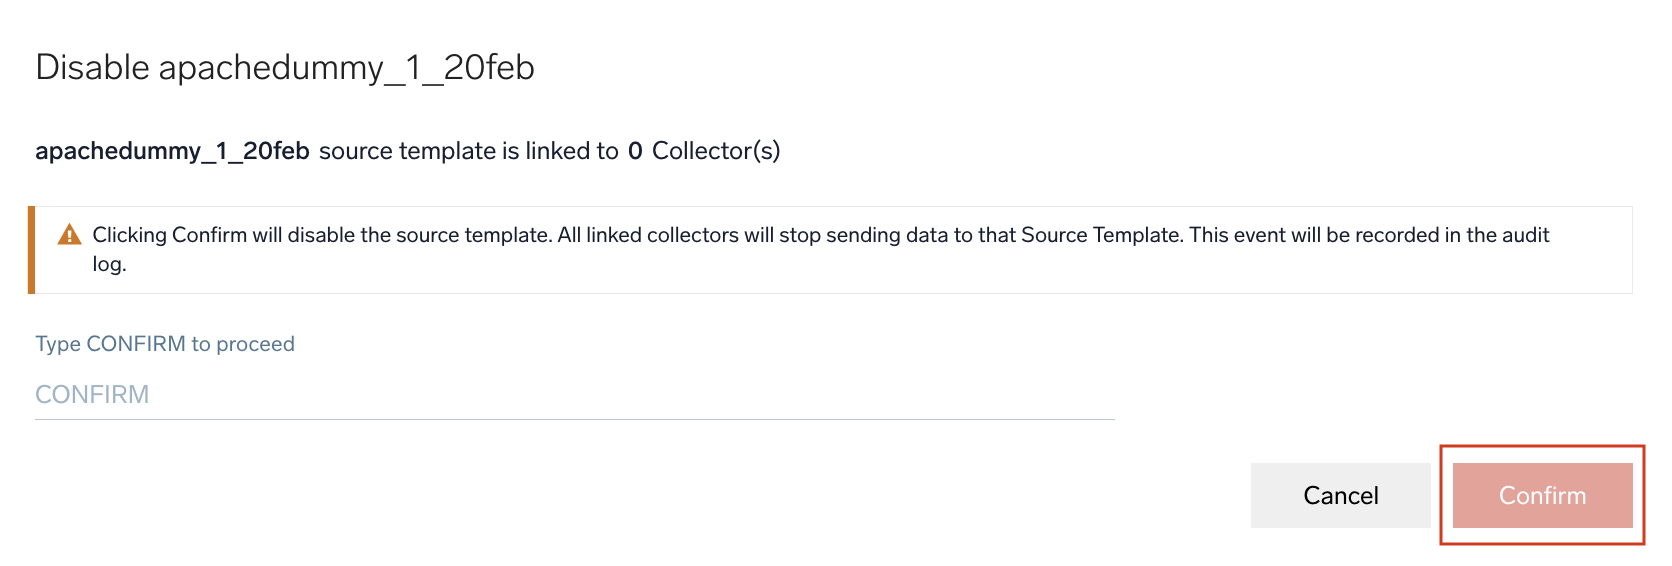 Disable apachedummy_1_20feb
apachedummy_1_20feb source template is linked to 0 Collector(s)
Clicking Confirm will disable the source template. All linked collectors will stop sending data to that Source Template. This event will be recorded in the audit
log.
Type CONFIRM to proceed
CONFIRM
Cancel Confirm